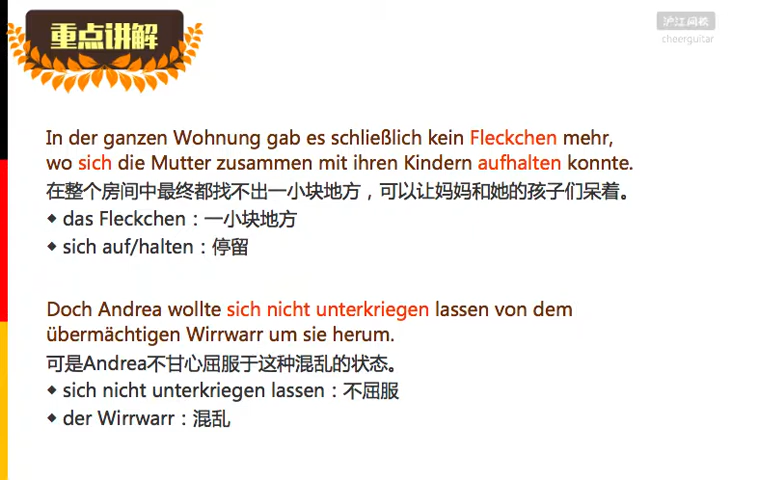 重点讲解
沪江网校
cheerguitar
In der ganzen Wohnung gab es schließlich kein Fleckchen mehr,
wo sich die Mutter zusammen mit ihren Kindern aufhalten konnte.
在整个房间中最终都找不出一小块地方，可以让妈妈和她的孩子们呆着。
◆ das Fleckchen：一小块地方
◆ sich auf/halten：停留
Doch Andrea wollte sich nicht unterkriegen lassen von dem
übermächtigen Wirrwarr um sie herum.
可是Andrea不甘心屈服于这种混乱的状态。
◆ sich nicht unterkriegen lassen：不屈服
◆ der Wirrwarr：混乱